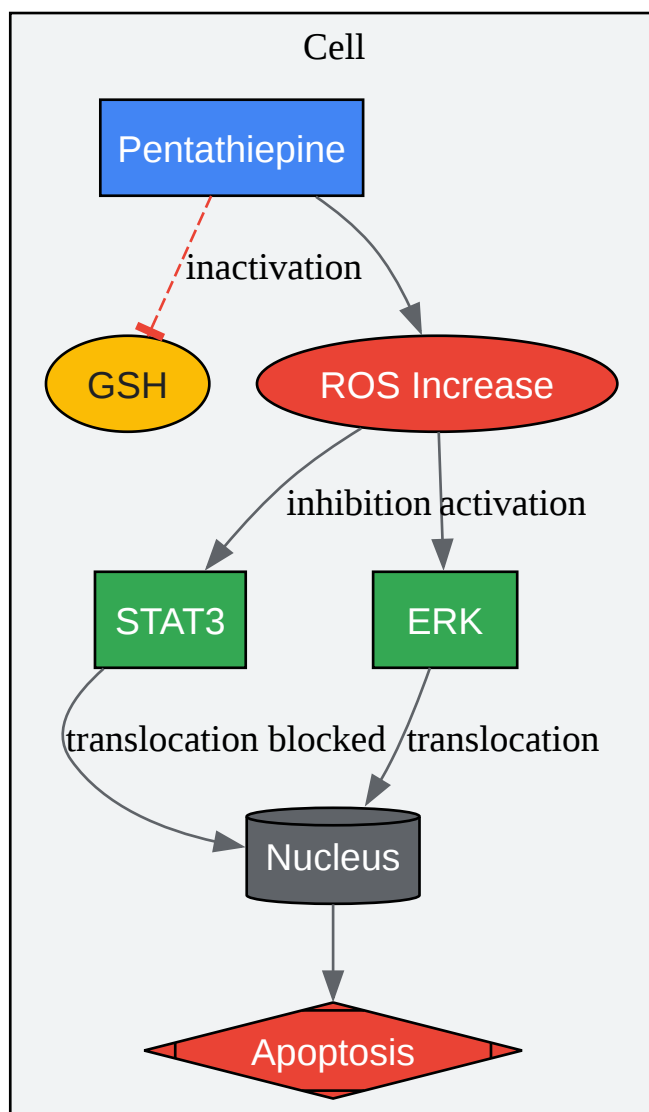 Cell
Pentathiepine
inactivation
GSH
ROS Increase
inhibition
activation
STAT3
ERK
translocation blocked
translocation
Nucleus
Apoptosis